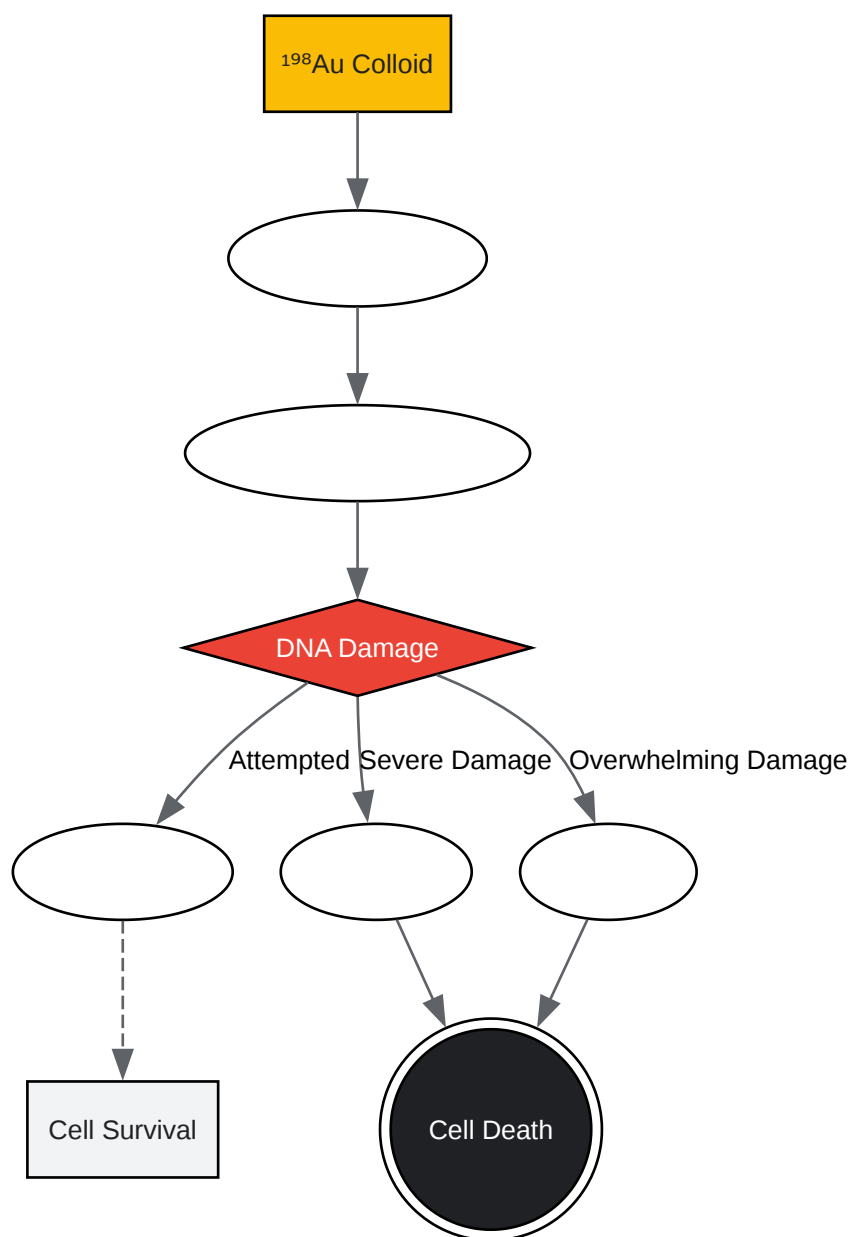 ¹⁹⁸Au Colloid
DNA Damage
Attempted
Severe Damage
Overwhelming Damage
Cell Survival
Cell Death